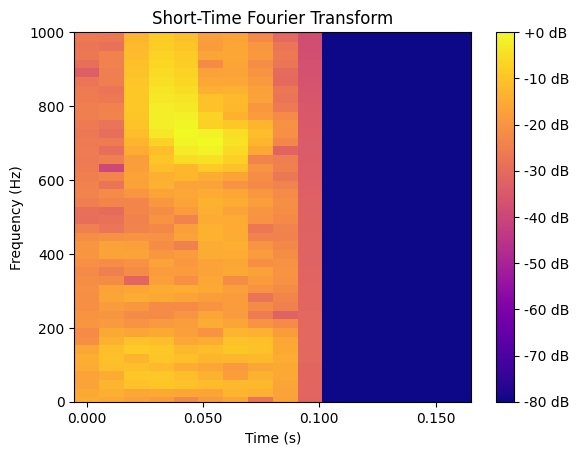 Short-Time Fourier Transform
1000
800
600
400
200
0
Frequency (Hz)
0.000
0.050
0.100
0.150
Time (s)
+0 dB
-10 dB
-20 dB
-30 dB
-40 dB
-50 dB
-60 dB
-70 dB
-80 dB